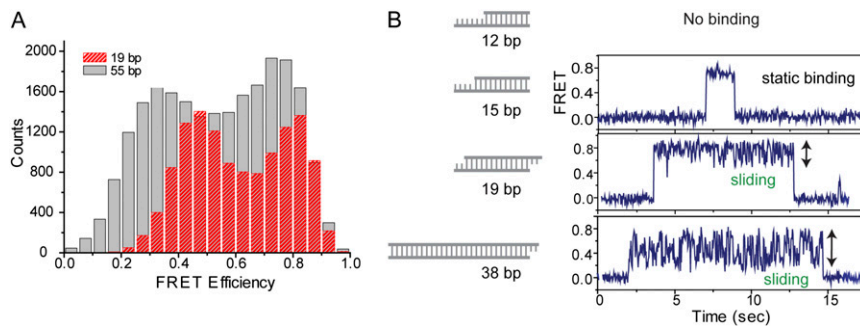 A
2000
1600
1200
800
400
0
Counts
19 bp
55 bp
0.0 0.2 0.4 0.6 0.8 1.0
FRET Efficiency
B
12 bp
15 bp
19 bp
38 bp
No binding
FRET
0.8
0.4
0.0
static binding
0.8
0.4
0.0
sliding
0.8
0.4
0.0
sliding
0 5 10 15
Time (sec)